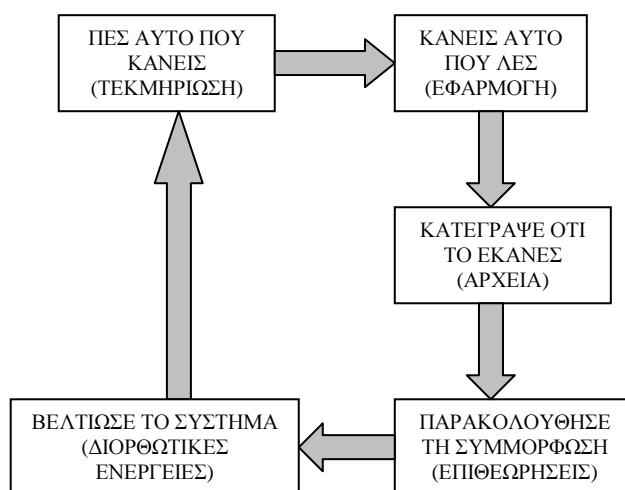 ΠΕΣ ΑΥΤΟ ΠΟΥ
ΚΑΝΕΙΣ
(ΤΕΚΜΗΡΙΩΣΗ)
ΚΑΝΕΙΣ ΑΥΤΟ
ΠΟΥ ΛΕΣ
(ΕΦΑΡΜΟΓΗ)
ΚΑΤΕΓΡΑΨΕ ΟΤΙ
ΤΟ ΕΚΑΝΕΣ
(ΑΡΧΕΙΑ)
ΠΑΡΑΚΟΛΟΥΘΗΣΕ
ΤΗ ΣΥΜΜΟΡΦΩΣΗ
(ΕΠΙΘΕΩΡΗΣΕΙΣ)
ΒΕΛΤΙΩΣΕ ΤΟ ΣΥΣΤΗΜΑ
(ΔΙΟΡΘΩΤΙΚΕΣ
ΕΝΕΡΓΕΙΕΣ)